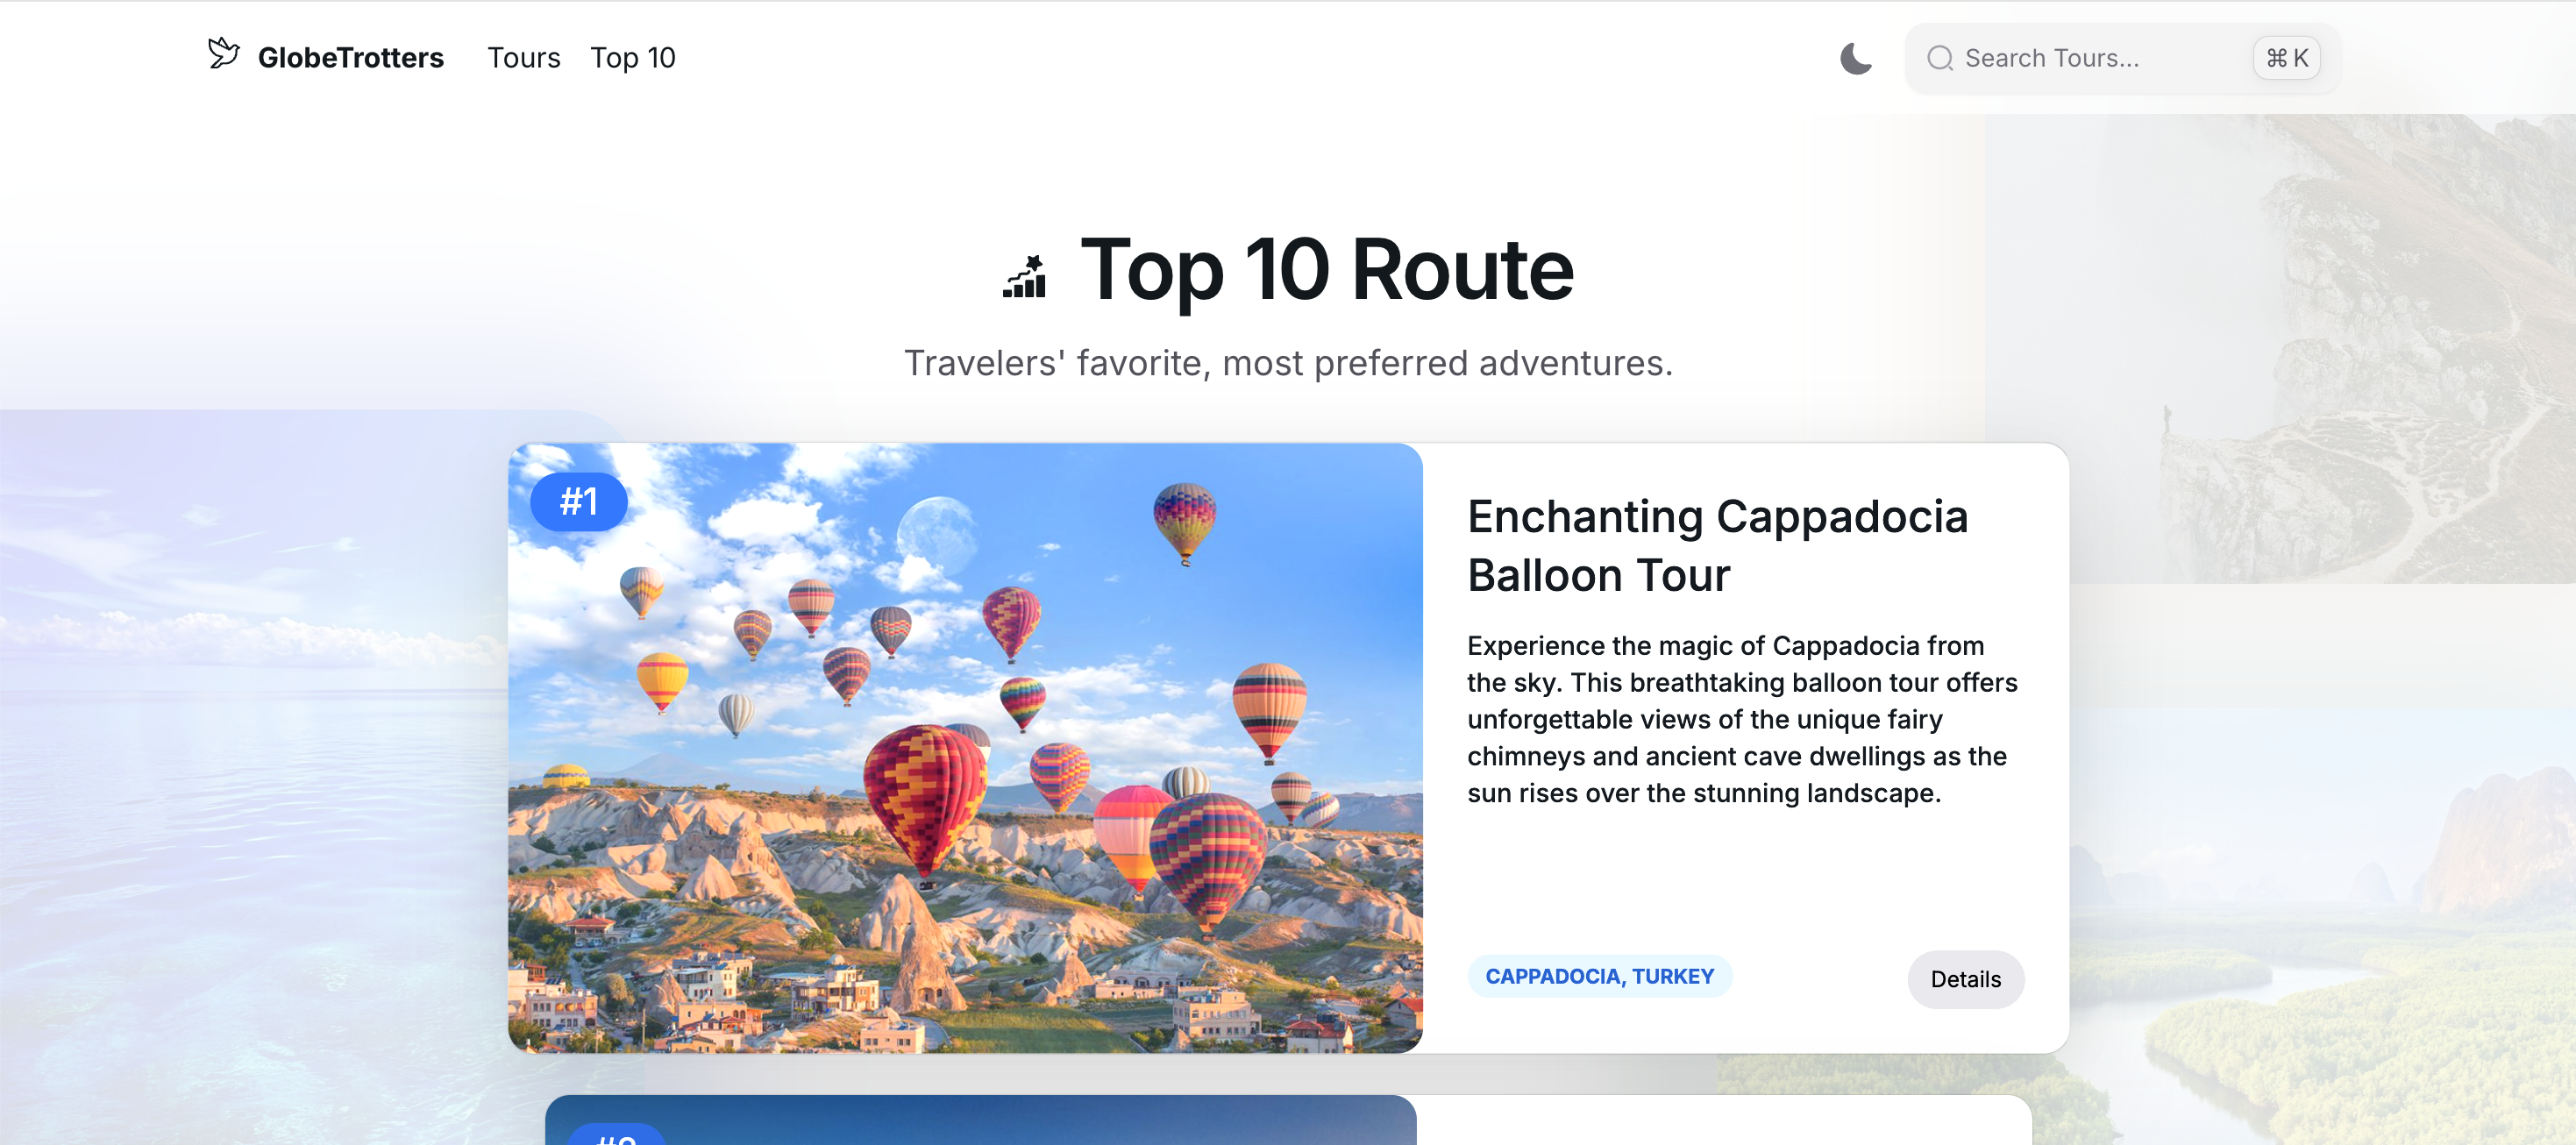 GlobeTrotters Tours Top 10 Search Tours... ⌘ K
Top 10 Route
Travelers' favorite, most preferred adventures.
#1
Enchanting Cappadocia
Balloon Tour
Experience the magic of Cappadocia from
the sky. This breathtaking balloon tour offers
unforgettable views of the unique fairy
chimneys and ancient cave dwellings as the
sun rises over the stunning landscape.
CAPPADOCIA, TURKEY Details